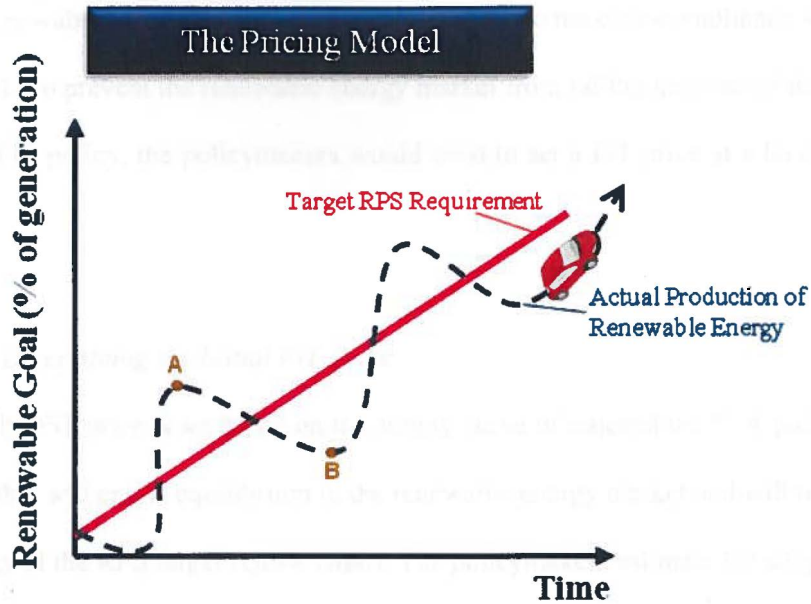 The Pricing Model
Target RPS Requirement
Actual Production of
Renewable Energy
A
B
Renewable Goal (% of generation)
Time